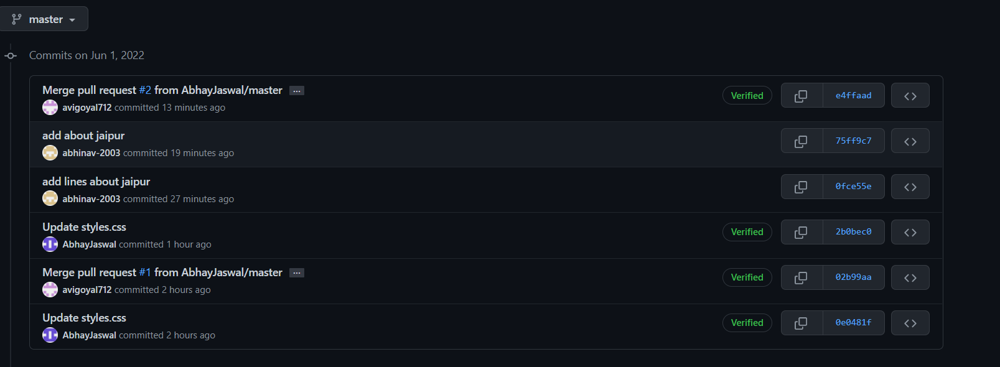 master
Commits on Jun 1, 2022
Merge pull request #2 from AbhayJaswal/master ...
avigoyal712 committed 13 minutes ago
Verified
e4ffaad
add about jaipur
abhinav-2003 committed 19 minutes ago
75ff9c7
add lines about jaipur
abhinav-2003 committed 27 minutes ago
0fce55e
Update styles.css
AbhayJaswal committed 1 hour ago
Verified
2b0bec0
Merge pull request #1 from AbhayJaswal/master ...
avigoyal712 committed 2 hours ago
Verified
02b99aa
Update styles.css
AbhayJaswal committed 2 hours ago
Verified
0e0481f